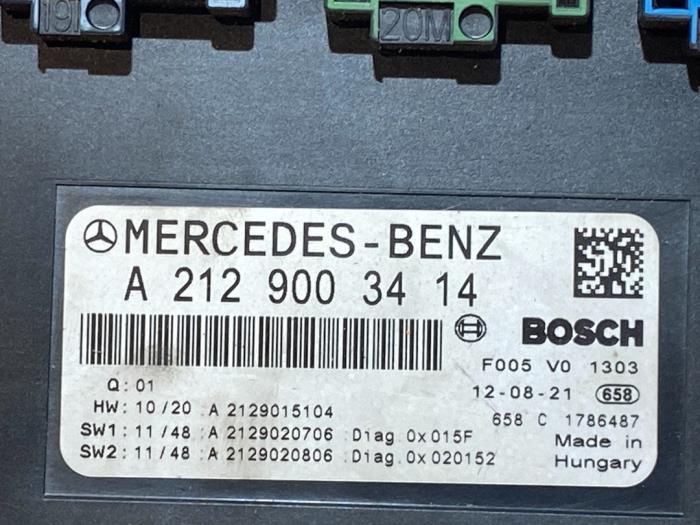 19I
20M
MERCEDES-BENZ
A 212 900 34 14
BOSCH
F005 V0 1303
Q: 01
12-08-21 658
HW: 10/20 :A 2129015104
658 C 1786487
SW1: 11/48 :A 2129020706 :Diag.0x015F
Made in
SW2: 11/48 :A 2129020806 :Diag.0x020152
Hungary